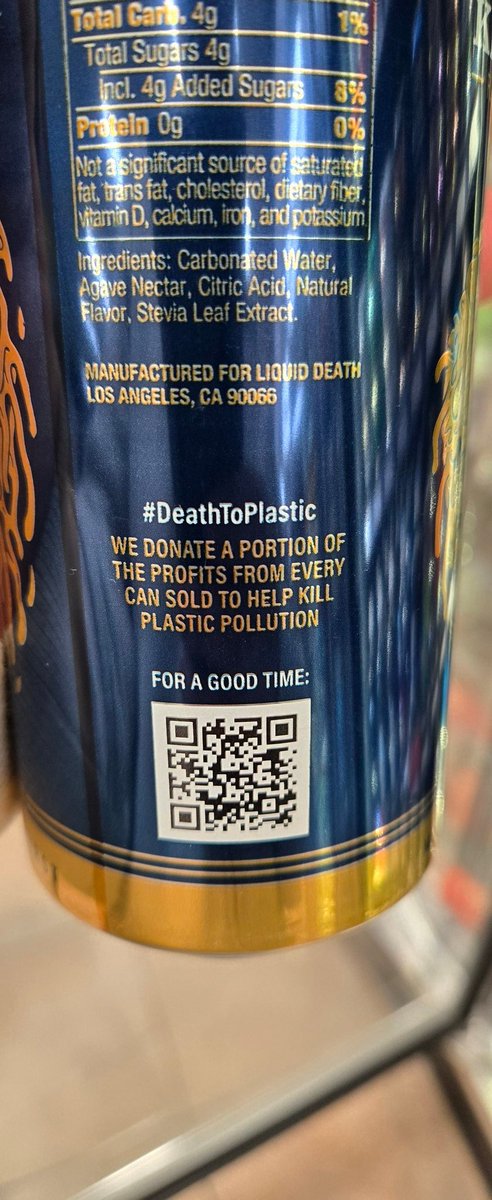 Total Carb. 4g 1%
Total Sugars 4g
Incl. 4g Added Sugars 8%
Protein 0g 0%
Not a significant source of saturated
fat, trans fat, cholesterol, dietary fiber,
vitamin D, calcium, iron, and potassium
Ingredients: Carbonated Water,
Agave Nectar, Citric Acid, Natural
Flavor, Stevia Leaf Extract.
MANUFACTURED FOR LIQUID DEATH
LOS ANGELES, CA 90066
#DeathToPlastic
WE DONATE A PORTION OF
THE PROFITS FROM EVERY
CAN SOLD TO HELP KILL
PLASTIC POLLUTION
FOR A GOOD TIME: